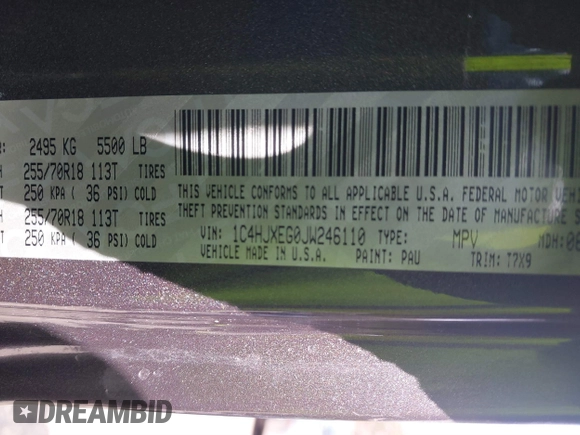 2495 KG 5500 LB
255/70R18 113T TIRES
250 KPA ( 36 PSI) COLD
255/70R18 113T TIRES
250 KPA ( 36 PSI) COLD
THIS VEHICLE CONFORMS TO ALL APPLICABLE U.S.A. FEDERAL MOTOR
THEFT PREVENTION STANDARDS IN EFFECT ON THE DATE OF MANUFACTURE
VIN: 1C4HJXEG0JW246110 TYPE: MPV MDH:
VEHICLE MADE IN U.S.A. PAINT: PAU TRIM: T7X9
DREAMBID